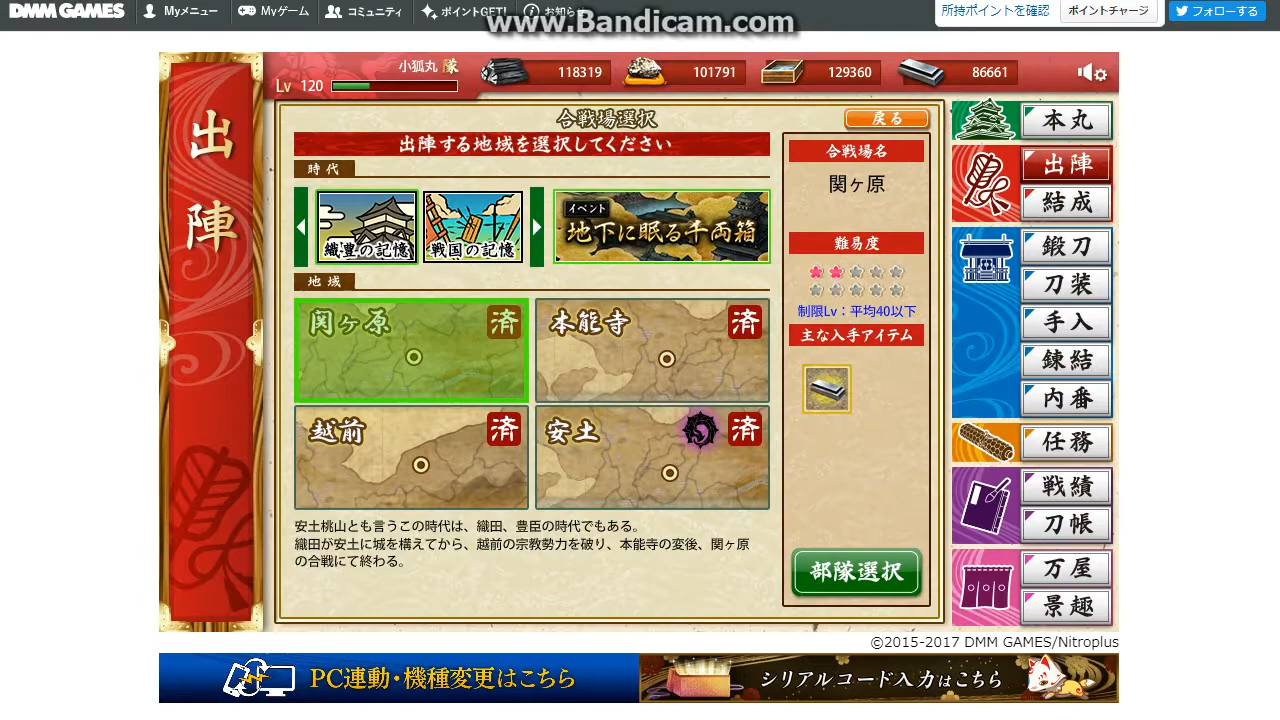 DMM GAMES Myメニュー Myゲーム コミュニティ ポイントGET! お知ら
www.Bandicam.com
所持ポイントを確認 ポイントチャージ フォローする
小狐丸 隊
Lv 120
118319 101791 129360 86661
出陣
合戦場選択
戻る
出陣する地域を選択してください
時代
織豊の記憶
戦国の記憶
イベント
地下に眠る千両箱
地域
関ヶ原 済
本能寺 済
越前 済
安土 済
安土桃山とも言うこの時代は、織田、豊臣の時代でもある。
織田が安土に城を構えてから、越前の宗教勢力を破り、本能寺の変後、関ヶ原
の合戦にて終わる。
合戦場名
関ヶ原
難易度
制限Lv：平均40以下
主な入手アイテム
部隊選択
本丸
出陣
結成
鍛刀
刀装
手入
錬結
内番
任務
戦績
刀帳
万屋
景趣
©2015-2017 DMM GAMES/Nitroplus
PC連動・機種変更はこちら
シリアルコード入力はこちら